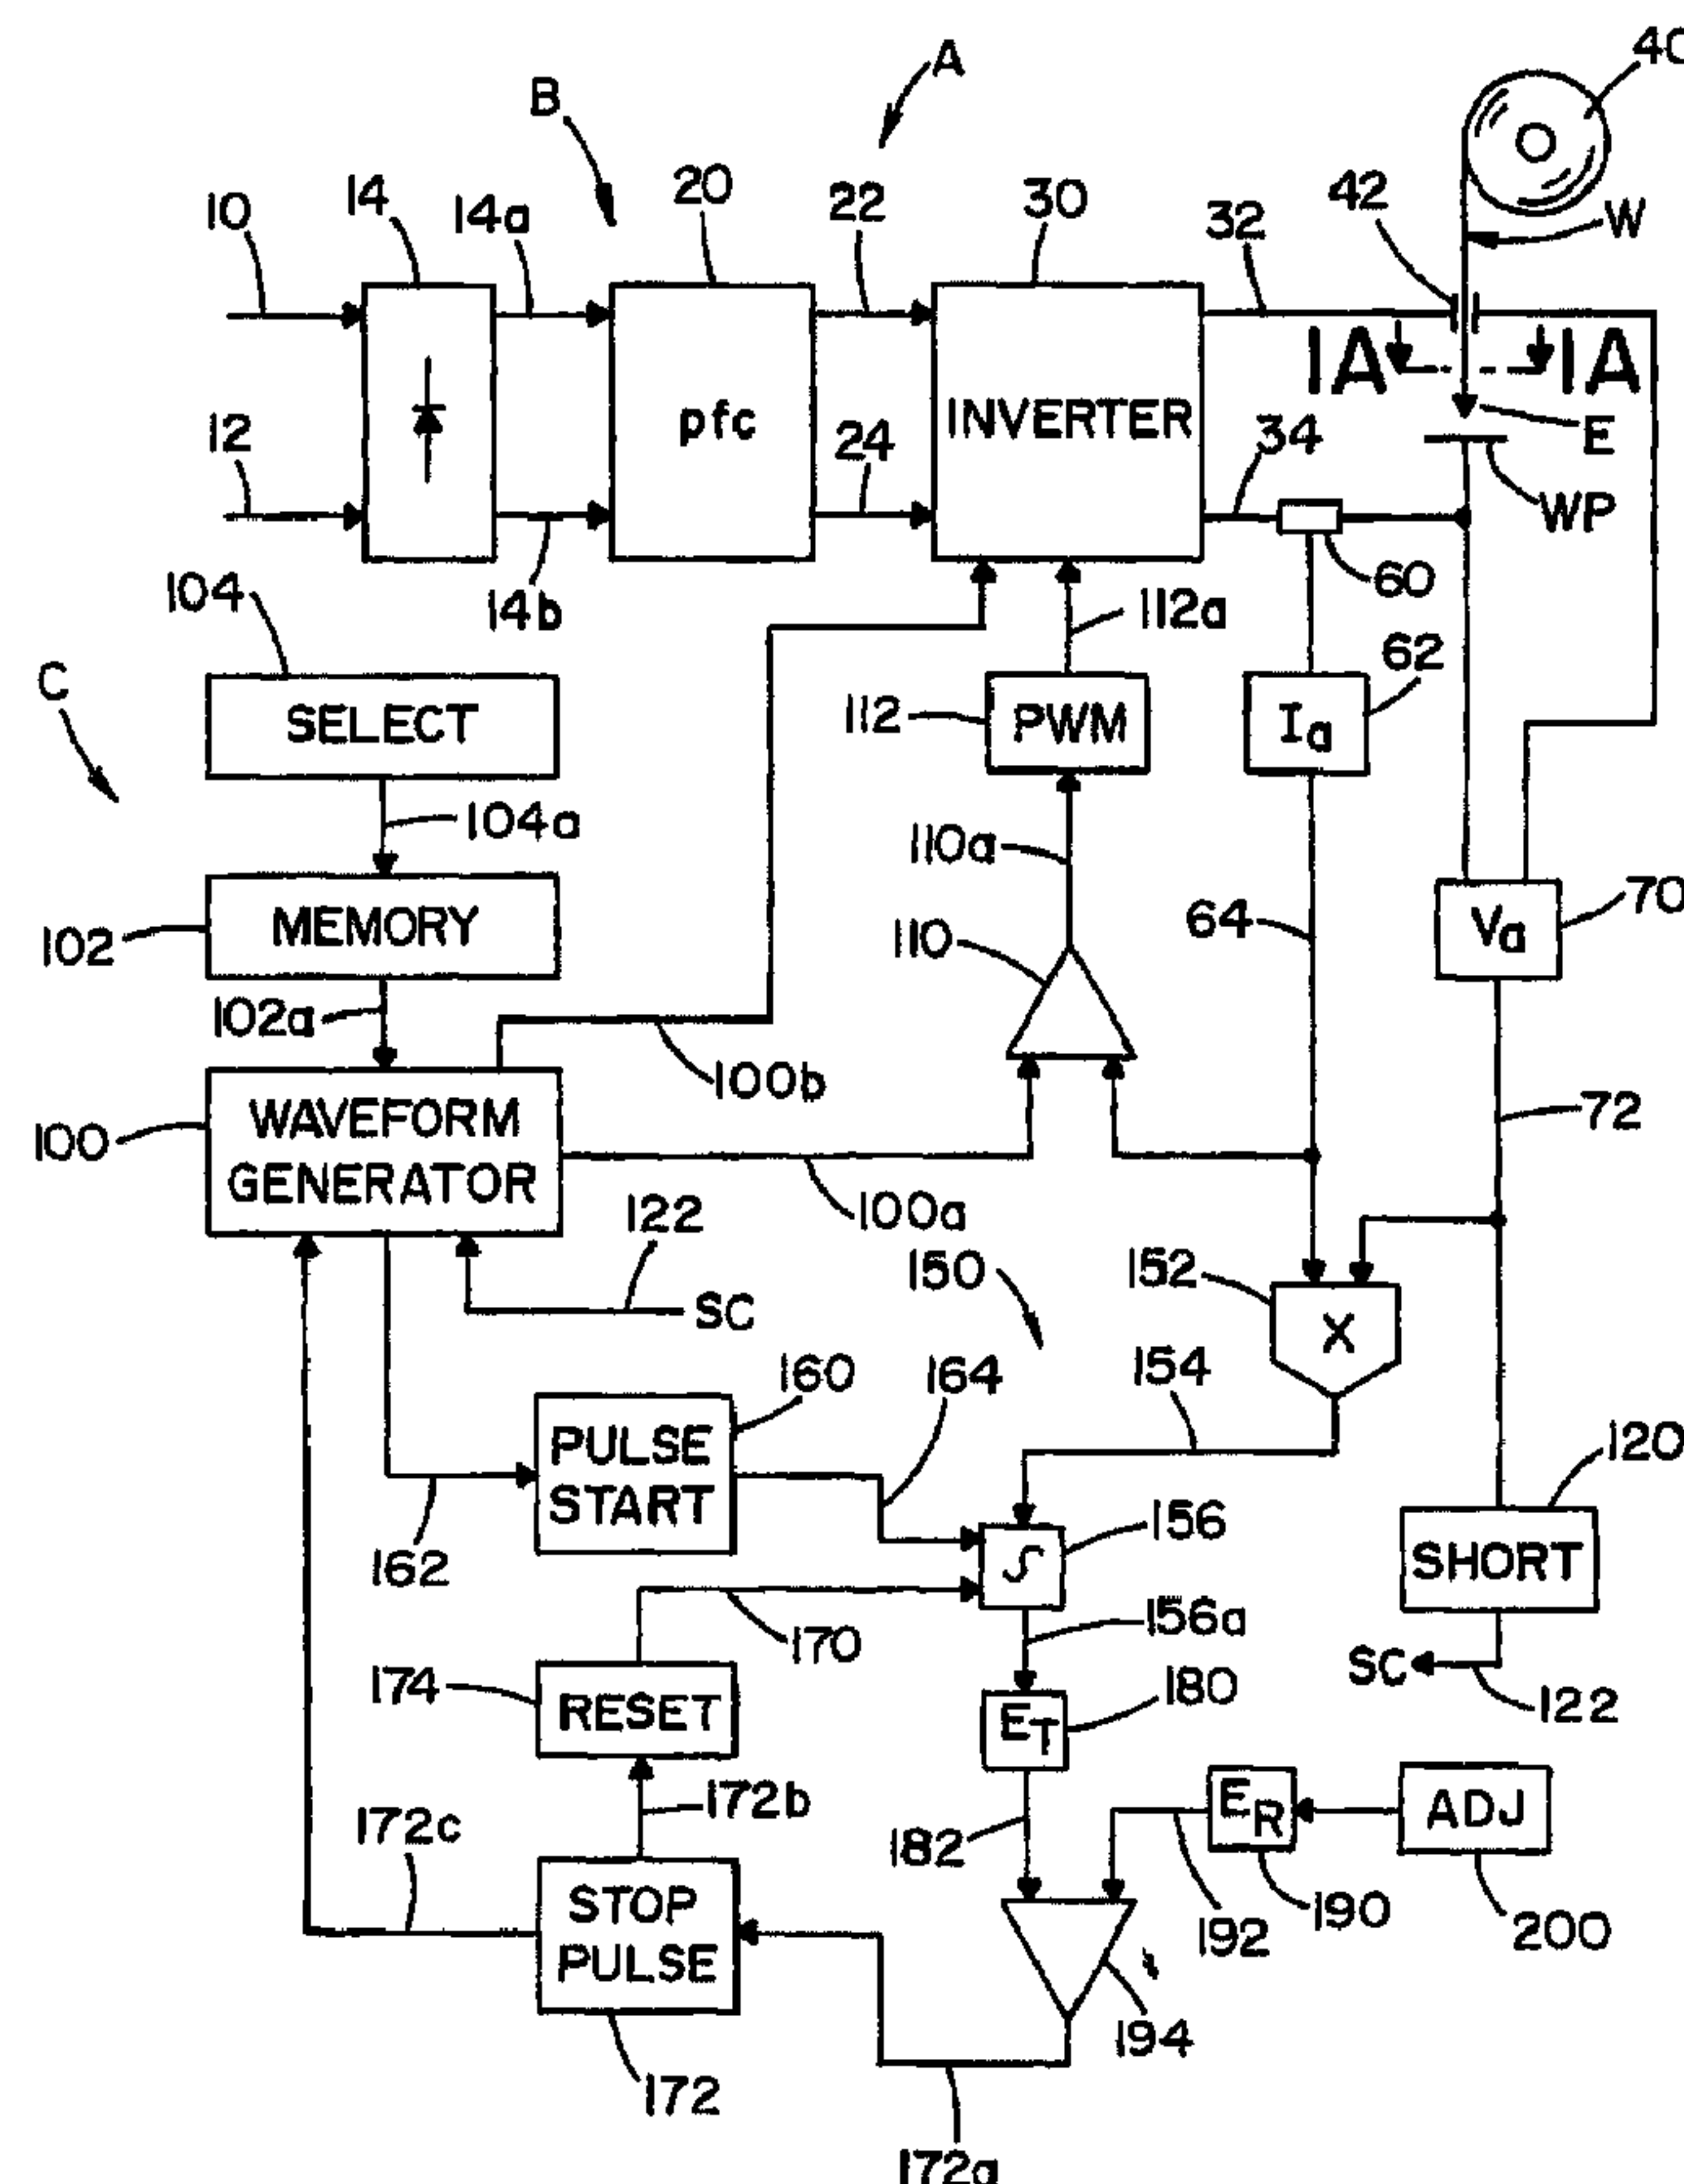 40
A
B
20
14
10
14a
22
30
42
32
W
IA
IA
pfc
INVERTER
12
24
34
E
WP
104
14b
112a
60
62
C
SELECT
112
PWM
Ia
104a
110a
102
MEMORY
64
110
Va
70
102a
100b
72
100
WAVEFORM
GENERATOR
100a
122
SC
150
152
X
160
164
154
120
PULSE
START
156
∫
SHORT
162
156a
170
SC
122
174
RESET
180
ET
172b
172c
182
ER
ADJ
190
200
192
STOP
PULSE
194
172
172a